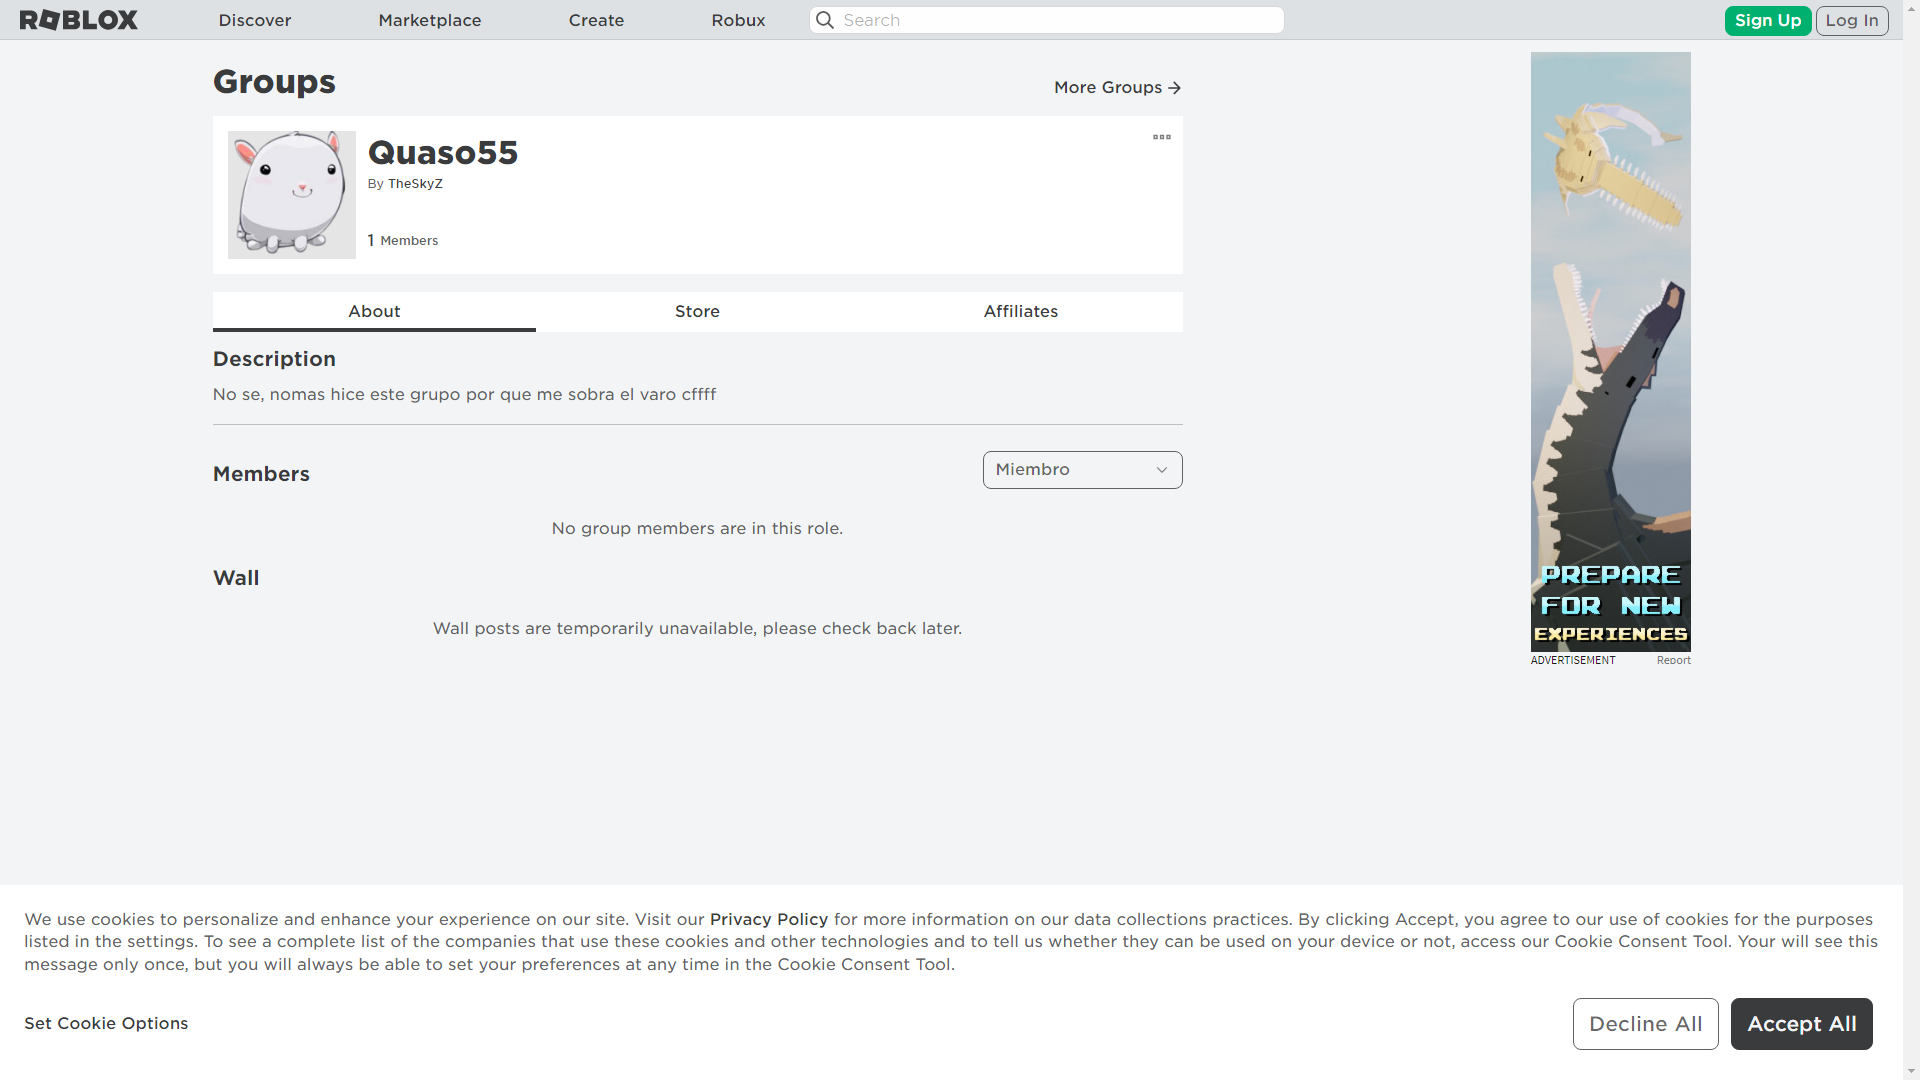 ROBLOX
Discover
Marketplace
Create
Robux
Search
Sign Up
Log In
Groups
More Groups
Quaso55
By TheSkyZ
1 Members
About
Store
Affiliates
Description
No se, nomas hice este grupo por que me sobra el varo cffff
Members
Miembro
No group members are in this role.
Wall
Wall posts are temporarily unavailable, please check back later.
PREPARE
FOR NEW
EXPERIENCES
ADVERTISEMENT
Report
We use cookies to personalize and enhance your experience on our site. Visit our Privacy Policy for more information on our data collections practices. By clicking Accept, you agree to our use of cookies for the purposes
listed in the settings. To see a complete list of the companies that use these cookies and other technologies and to tell us whether they can be used on your device or not, access our Cookie Consent Tool. Your will see this
message only once, but you will always be able to set your preferences at any time in the Cookie Consent Tool.
Set Cookie Options
Decline All
Accept All